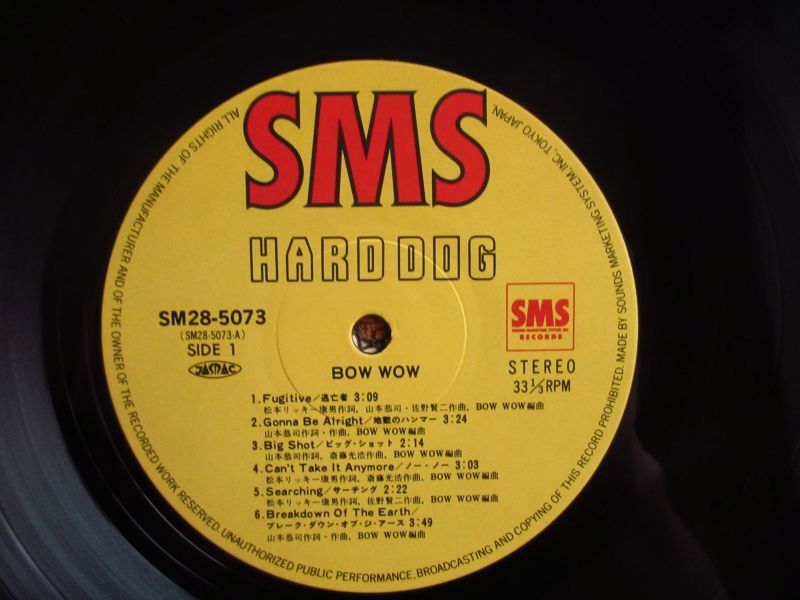 SMS
HARD DOG
SM28-5073
(SM28-5073-A)
SIDE 1
JASRAC
SMS
RECORDS
STEREO
33 1/3 RPM
BOW WOW
1. Fugitive/逃亡者 3:09
松本リッキー康男作詞、山本恭司・佐野賢二作曲、BOW WOW編曲
2. Gonna Be Alright/地獄のハンマー 3:24
山本恭司作詞・作曲、BOW WOW編曲
3. Big Shot/ビッグ・ショット 2:14
山本恭司作詞、斎藤光浩作曲、BOW WOW編曲
4. Can't Take It Anymore/ノー・ノー 3:03
松本リッキー康男作詞、斎藤光浩作曲、BOW WOW編曲
5. Searching/サーチング 2:22
松本リッキー康男作詞、佐野賢二作曲、BOW WOW編曲
6. Breakdown Of The Earth/
ブレーク・ダウン・オブ・ジ・アース 3:49
山本恭司作詞・作曲、BOW WOW編曲
ALL RIGHTS OF THE MANUFACTURER AND OF THE OWNER OF THE RECORDED WORK RESERVED. UNAUTHORIZED PUBLIC PERFORMANCE, BROADCASTING AND COPYING OF THIS RECORD PROHIBITED. MADE BY SOUNDS MARKETING SYSTEM, INC., TOKYO JAPAN.